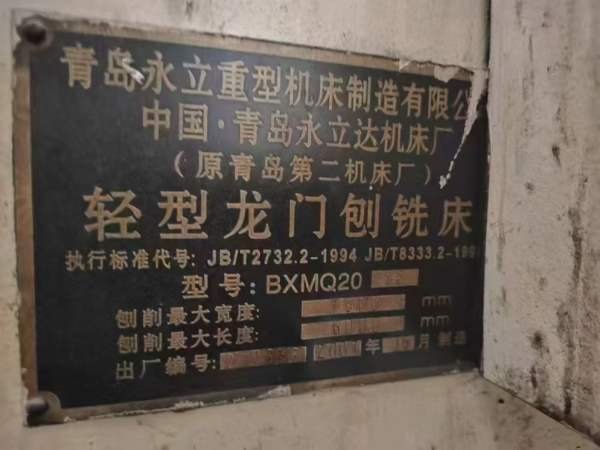 青岛永立重型机床制造有限公
中国·青岛永立达机床厂
(原青岛第二机床厂)
轻型龙门刨铣床
执行标准代号: JB/T2732.2-1994 JB/T8333.2-199
型号: BXMQ20
刨削最大宽度: mm
刨削最大长度: mm
出厂编号: 年 月 制造